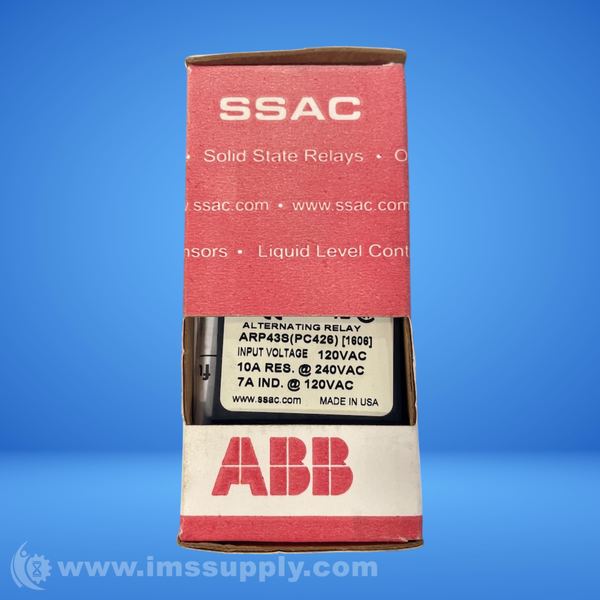 SSAC
• Solid State Relays • O
.ssac.com • www.ssac.com
nsors • Liquid Level Cont
ALTERNATING RELAY
ARP43S(PC426) [1606]
INPUT VOLTAGE 120VAC
10A RES. @ 240VAC
7A IND. @ 120VAC
www.ssac.com MADE IN USA
ABB
www.imssupply.com